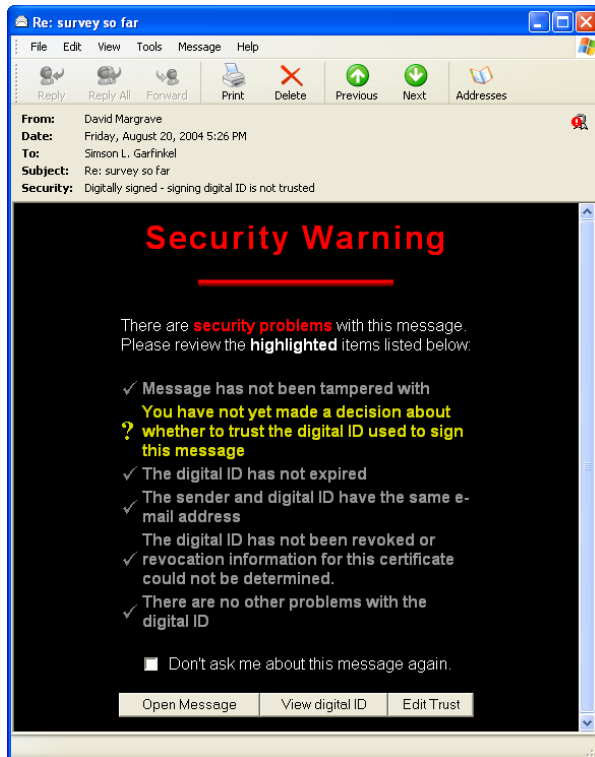 Re: survey so far
File Edit View Tools Message Help
Reply Reply All Forward Print Delete Previous Next Addresses
From: David Margrave
Date: Friday, August 20, 2004 5:26 PM
To: Simson L. Garfinkel
Subject: Re: survey so far
Security: Digitally signed - signing digital ID is not trusted
Security Warning
There are security problems with this message.
Please review the highlighted items listed below:
Message has not been tampered with
You have not yet made a decision about
? whether to trust the digital ID used to sign
this message
The digital ID has not expired
The sender and digital ID have the same e-
mail address
The digital ID has not been revoked or
revocation information for this certificate
could not be determined.
There are no other problems with the
digital ID
Don't ask me about this message again.
Open Message View digital ID Edit Trust